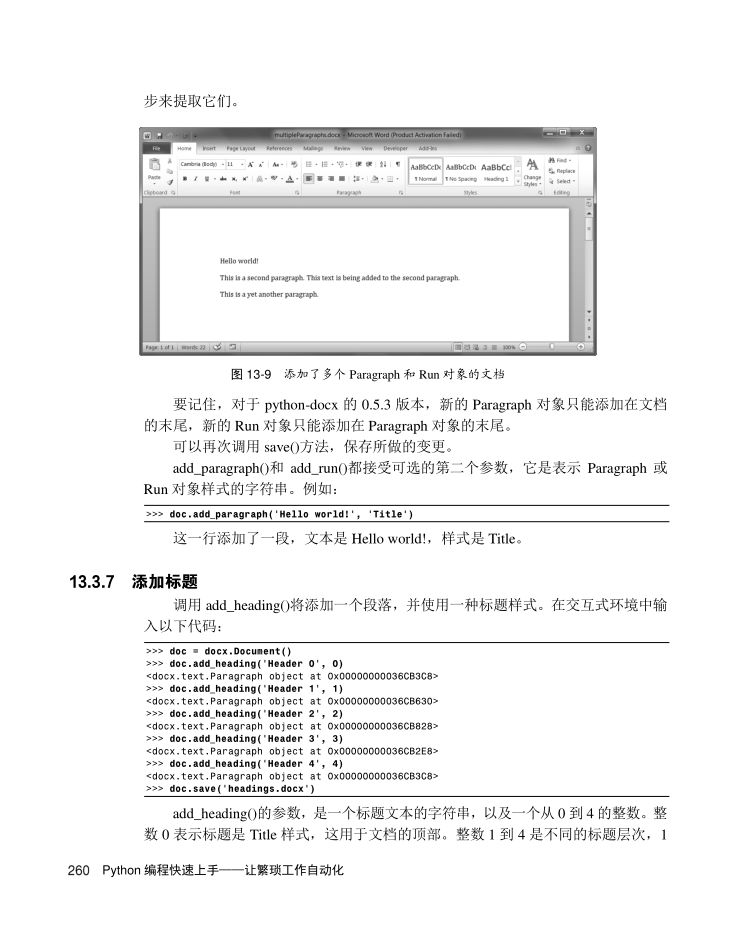 步来提取它们。
multipleParagraphs.docx - Microsoft Word (Product Activation Failed)
File Home Insert Page Layout References Mailings Review View Developer Add-Ins
Cambria (Body) 11
Paste
AaBbCcDc AaBbCcDc AaBbCc
¶ Normal ¶ No Spacing Heading 1
Change Styles
Find
Replace
Select
Clipboard Font Paragraph Styles Editing
Hello world!
This is a second paragraph. This text is being added to the second paragraph.
This is a yet another paragraph.
Page: 1 of 1 Words: 22 100%
图 13-9 添加了多个 Paragraph 和 Run 对象的文档
要记住，对于 python-docx 的 0.5.3 版本，新的 Paragraph 对象只能添加在文档
的末尾，新的 Run 对象只能添加在 Paragraph 对象的末尾。
可以再次调用 save()方法，保存所做的变更。
add_paragraph()和 add_run()都接受可选的第二个参数，它是表示 Paragraph 或
Run 对象样式的字符串。例如：
>>> doc.add_paragraph('Hello world!', 'Title')
这一行添加了一段，文本是 Hello world!，样式是 Title。
13.3.7 添加标题
调用 add_heading()将添加一个段落，并使用一种标题样式。在交互式环境中输
入以下代码：
>>> doc = docx.Document()
>>> doc.add_heading('Header 0', 0)
<docx.text.Paragraph object at 0x00000000036CB3C8>
>>> doc.add_heading('Header 1', 1)
<docx.text.Paragraph object at 0x00000000036CB630>
>>> doc.add_heading('Header 2', 2)
<docx.text.Paragraph object at 0x00000000036CB828>
>>> doc.add_heading('Header 3', 3)
<docx.text.Paragraph object at 0x00000000036CB2E8>
>>> doc.add_heading('Header 4', 4)
<docx.text.Paragraph object at 0x00000000036CB3C8>
>>> doc.save('headings.docx')
add_heading()的参数，是一个标题文本的字符串，以及一个从 0 到 4 的整数。整
数 0 表示标题是 Title 样式，这用于文档的顶部。整数 1 到 4 是不同的标题层次，1
260 Python 编程快速上手——让繁琐工作自动化